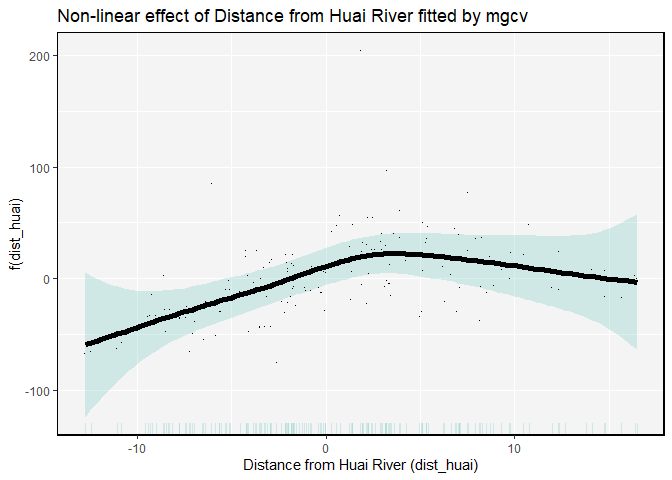 Non-linear effect of Distance from Huai River fitted by mgcv
200
100
0
-100
f(dist_huai)
-10 0 10
Distance from Huai River (dist_huai)